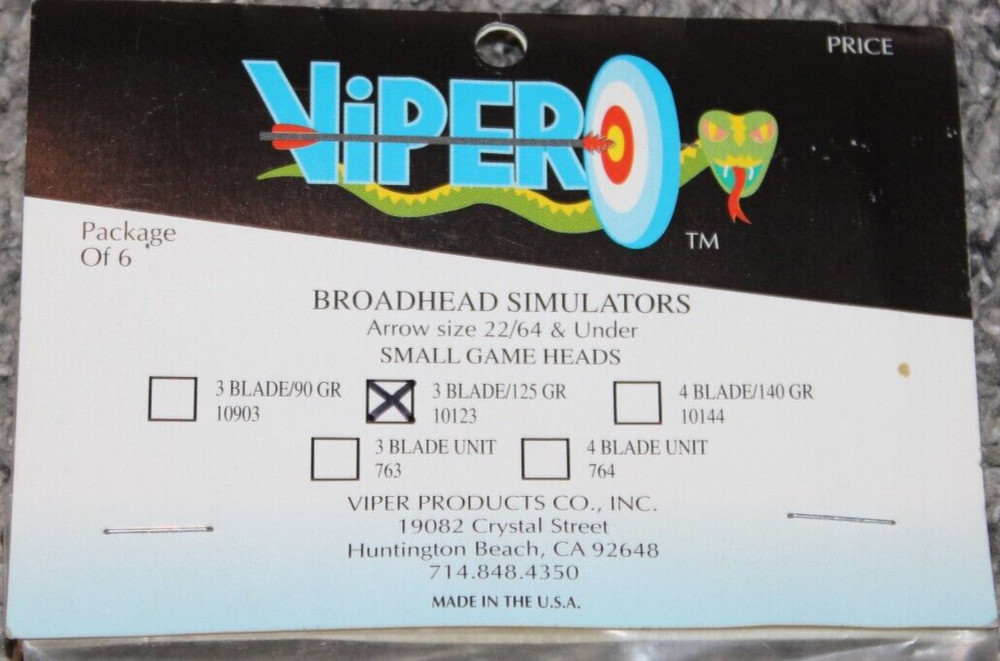 PRICE
ViPER
TM
Package
Of 6
BROADHEAD SIMULATORS
Arrow size 22/64 & Under
SMALL GAME HEADS
3 BLADE/90 GR
10903
3 BLADE/125 GR
10123
4 BLADE/140 GR
10144
3 BLADE UNIT
763
4 BLADE UNIT
764
VIPER PRODUCTS CO., INC.
19082 Crystal Street
Huntington Beach, CA 92648
714.848.4350
MADE IN THE U.S.A.